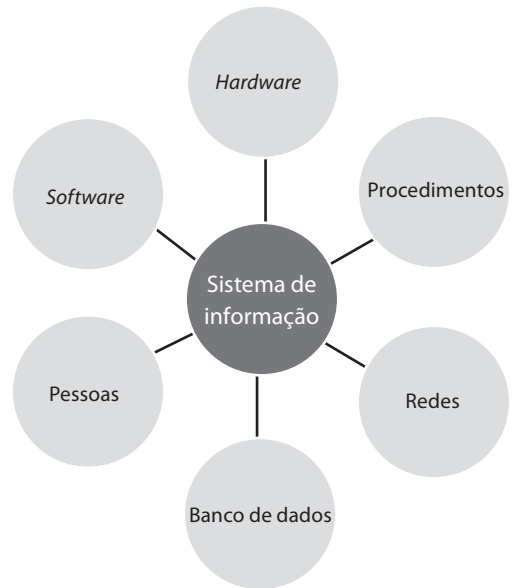 Hardware
Software
Procedimentos
Sistema de
informação
Pessoas
Redes
Banco de dados